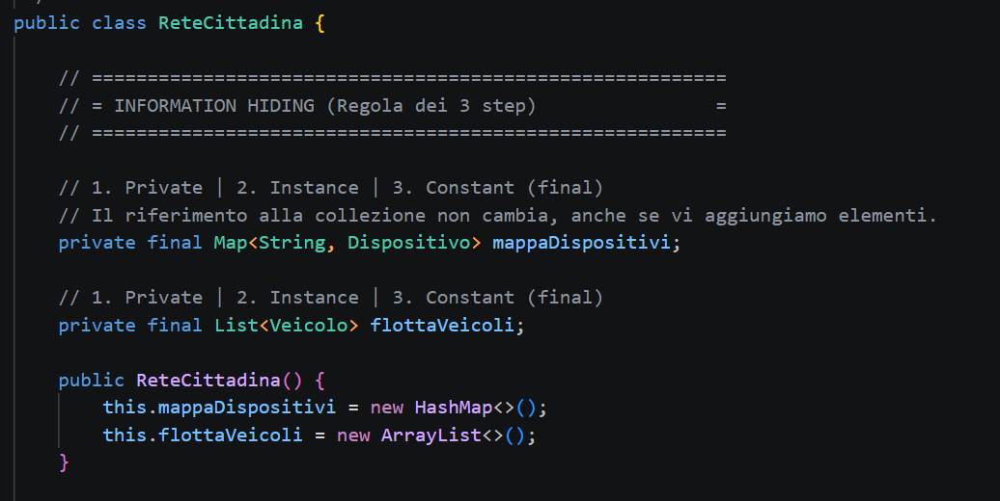 public class ReteCittadina {
// =========================================================
// = INFORMATION HIDING (Regola dei 3 step)                =
// =========================================================
// 1. Private | 2. Instance | 3. Constant (final)
// Il riferimento alla collezione non cambia, anche se vi aggiungiamo elementi.
private final Map<String, Dispositivo> mappaDispositivi;
// 1. Private | 2. Instance | 3. Constant (final)
private final List<Veicolo> flottaVeicoli;
public ReteCittadina() {
this.mappaDispositivi = new HashMap<>();
this.flottaVeicoli = new ArrayList<>();
}